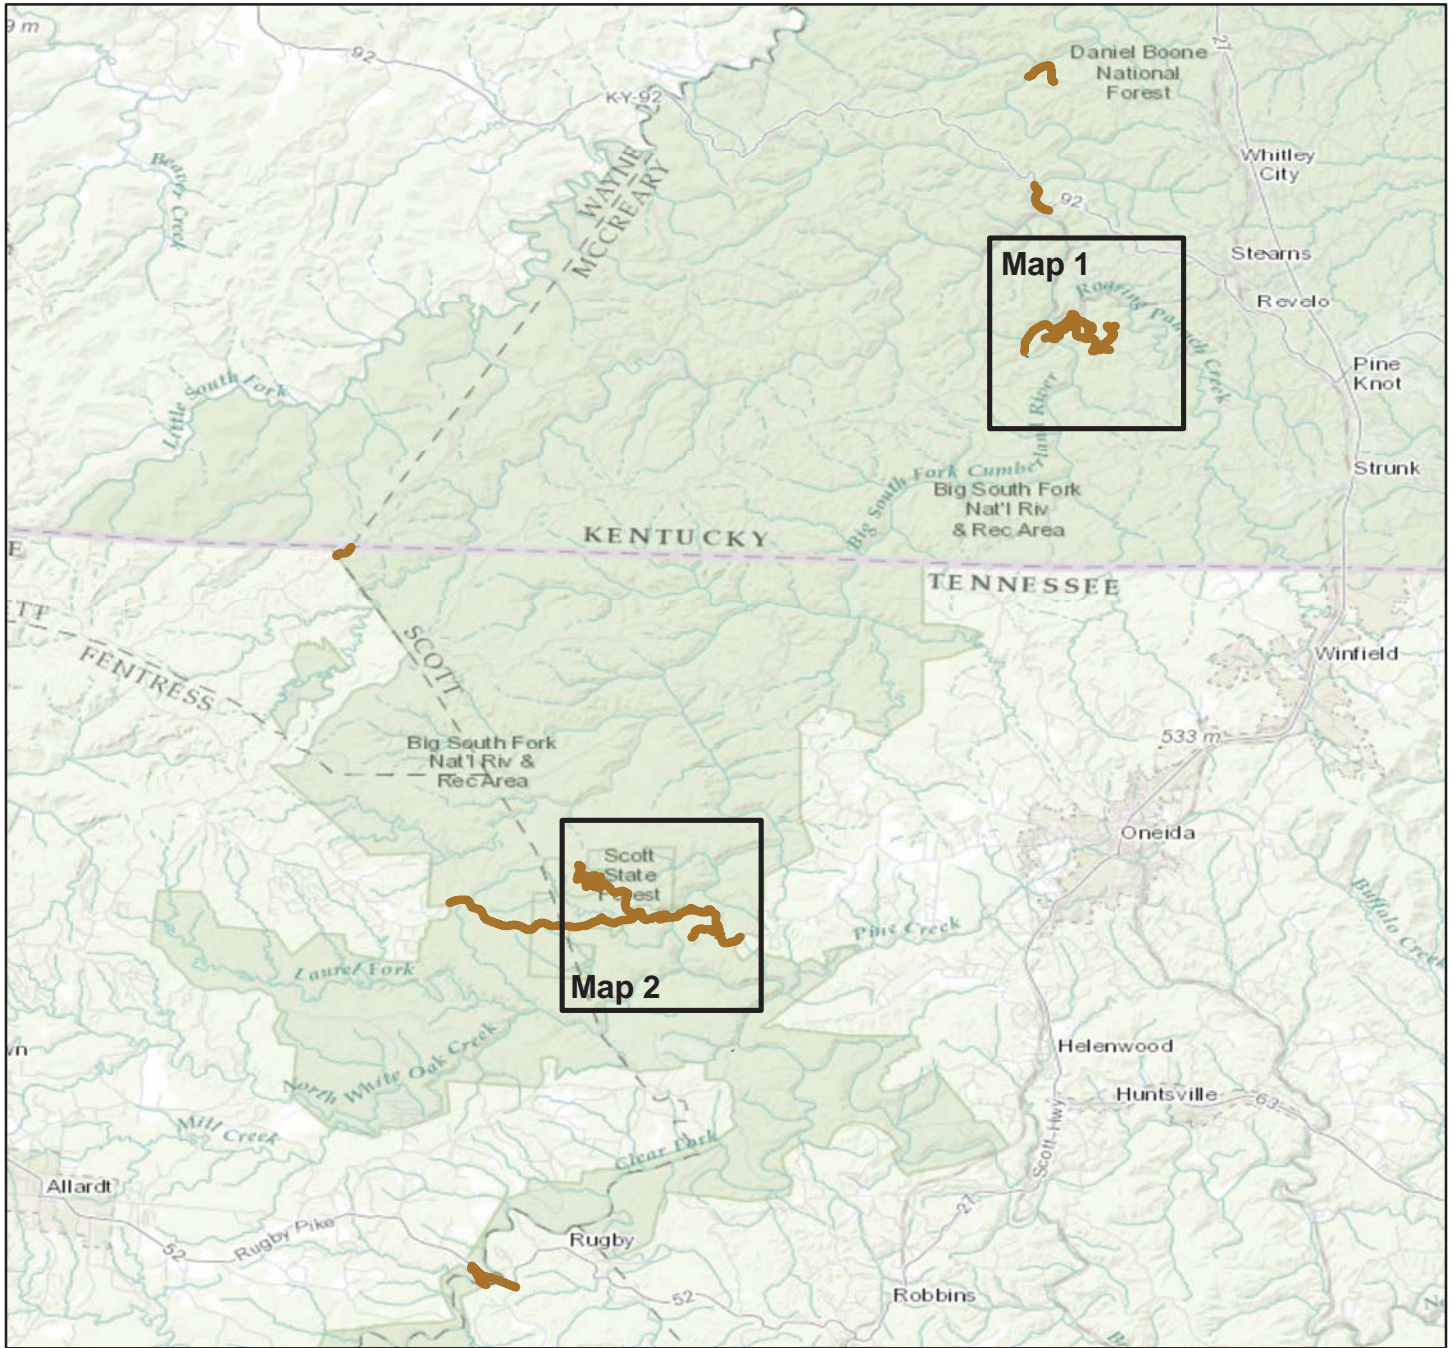 9 m
92
KY-92
27
Daniel Boone
National
Forest
Beaver Creek
WAYNE
MCCREARY
Whitley
City
92
Stearns
Map 1
Roaring Paunch Creek
Revelo
Pine
Knot
Little South Fork
Strunk
Big South Fork Cumberland River
Big South Fork
Nat'l Riv
& Rec Area
KENTUCKY
E
TENNESSEE
TT
SCOTT
FENTRESS
Winfield
Big South Fork
Nat'l Riv &
Rec Area
533 m
Oneida
Scott
State
Forest
Buffalo Creek
Pine Creek
Laurel Fork
Map 2
wn
North White Oak Creek
Helenwood
Huntsville
63
Mill Creek
Clear Fork
Scott-Hwy
Allardt
27
Rugby Pike
52
Rugby
52
Robbins